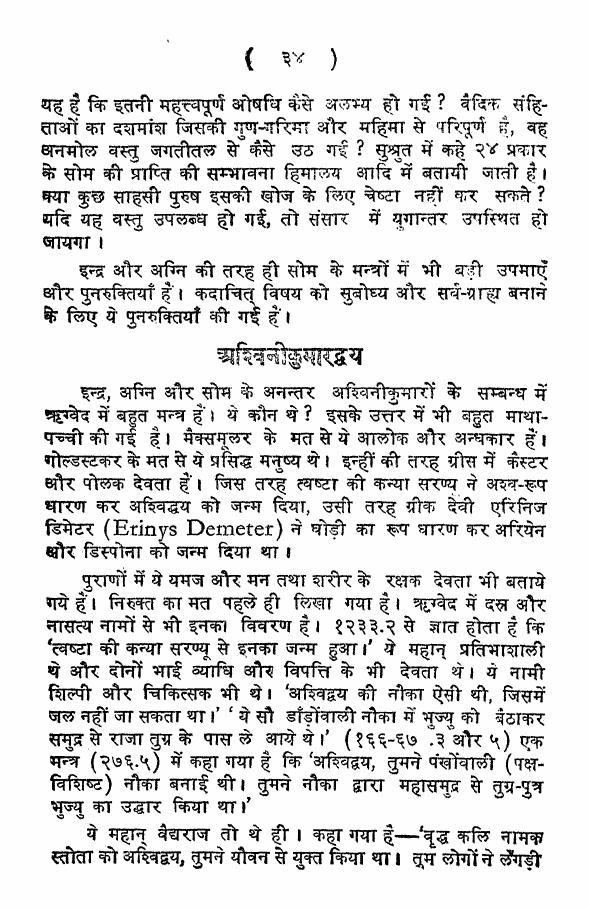 ( ३४ )
यह है कि इतनी महत्त्वपूर्ण ओषधि कैसे अलभ्य हो गई? वैदिक संहि-
ताओं का दशमांश जिसकी गुण-गरिमा और महिमा से परिपूर्ण है, वह
अनमोल वस्तु जगतीतल से कैसे उठ गई? सुश्रुत में कहे २४ प्रकार
के सोम की प्राप्ति की सम्भावना हिमालय आदि में बतायी जाती है।
क्या कुछ साहसी पुरुष इसकी खोज के लिए चेष्टा नहीं कर सकते?
यदि यह वस्तु उपलब्ध हो गई, तो संसार में युगान्तर उपस्थित हो
जायगा।
इन्द्र और अग्नि की तरह ही सोम के मन्त्रों में भी बड़ी उपमाएँ
और पुनरुक्तियाँ हैं। कदाचित् विषय को सुबोध्य और सर्व-ग्राह्य बनाने
के लिए ये पुनरुक्तियाँ की गई हैं।
अश्विनीकुमारद्वय
इन्द्र, अग्नि और सोम के अनन्तर अश्विनीकुमारों के सम्बन्ध में
ऋग्वेद में बहुत मन्त्र हैं। ये कौन थे? इसके उत्तर में भी बहुत माथा-
पच्ची की गई है। मैक्समूलर के मत से ये आलोक और अन्धकार हैं।
गोल्डस्टकर के मत से ये प्रसिद्ध मनुष्य थे। इन्हीं की तरह ग्रीस में कैस्टर
और पोलक देवता हैं। जिस तरह त्वष्टा की कन्या सरण्यू ने अश्व-रूप
धारण कर अश्विद्वय को जन्म दिया, उसी तरह ग्रीक देवी एरिनिज
डिमेटर (Erinys Demeter) ने घोड़ी का रूप धारण कर अरियेन
और डिस्पोना को जन्म दिया था।
पुराणों में ये यमज और मन तथा शरीर के रक्षक देवता भी बताये
गये हैं। निरुक्त का मत पहले ही लिखा गया है। ऋग्वेद में दस्र और
नासत्य नामों से भी इनका विवरण है। १२३३.२ से ज्ञात होता है कि
'त्वष्टा की कन्या सरण्यू से इनका जन्म हुआ।' ये महान् प्रतिभाशाली
थे और दोनों भाई व्याधि और विपत्ति के भी देवता थे। ये नामी
शिल्पी और चिकित्सक भी थे। 'अश्विद्वय की नौका ऐसी थी, जिसमें
जल नहीं जा सकता था।' 'ये सौ डाँड़ोंवाली नौका में भुज्यु को बैठाकर
समुद्र से राजा तुग्र के पास ले आये थे।' (१६६-६७ .३ और ५) एक
मन्त्र (२७६.५) में कहा गया है कि 'अश्विद्वय, तुमने पंखोंवाली (पक्ष-
विशिष्ट) नौका बनाई थी। तुमने नौका द्वारा महासमुद्र से तुग्र-पुत्र
भुज्यु का उद्धार किया था।'
ये महान् वैद्यराज तो थे ही। कहा गया है—'वृद्ध कलि नामक
स्तोता को अश्विद्वय, तुमने यौवन से युक्त किया था। तुम लोगों ने लँगड़ी